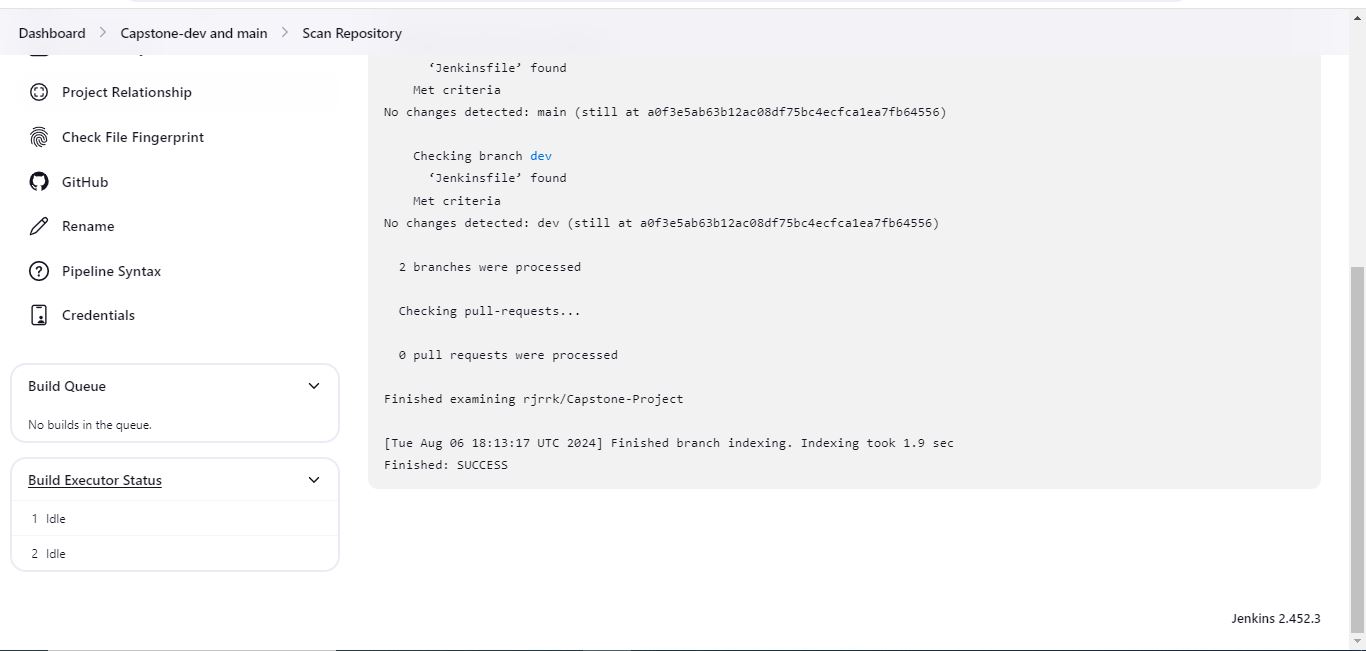 Dashboard > Capstone-dev and main > Scan Repository
Project Relationship
Check File Fingerprint
GitHub
Rename
Pipeline Syntax
Credentials
Build Queue
No builds in the queue.
Build Executor Status
1 Idle
2 Idle
‘Jenkinsfile’ found
Met criteria
No changes detected: main (still at a0f3e5ab63b12ac08df75bc4ecfca1ea7fb64556)
Checking branch dev
‘Jenkinsfile’ found
Met criteria
No changes detected: dev (still at a0f3e5ab63b12ac08df75bc4ecfca1ea7fb64556)
2 branches were processed
Checking pull-requests...
0 pull requests were processed
Finished examining rjrrk/Capstone-Project
[Tue Aug 06 18:13:17 UTC 2024] Finished branch indexing. Indexing took 1.9 sec
Finished: SUCCESS
Jenkins 2.452.3